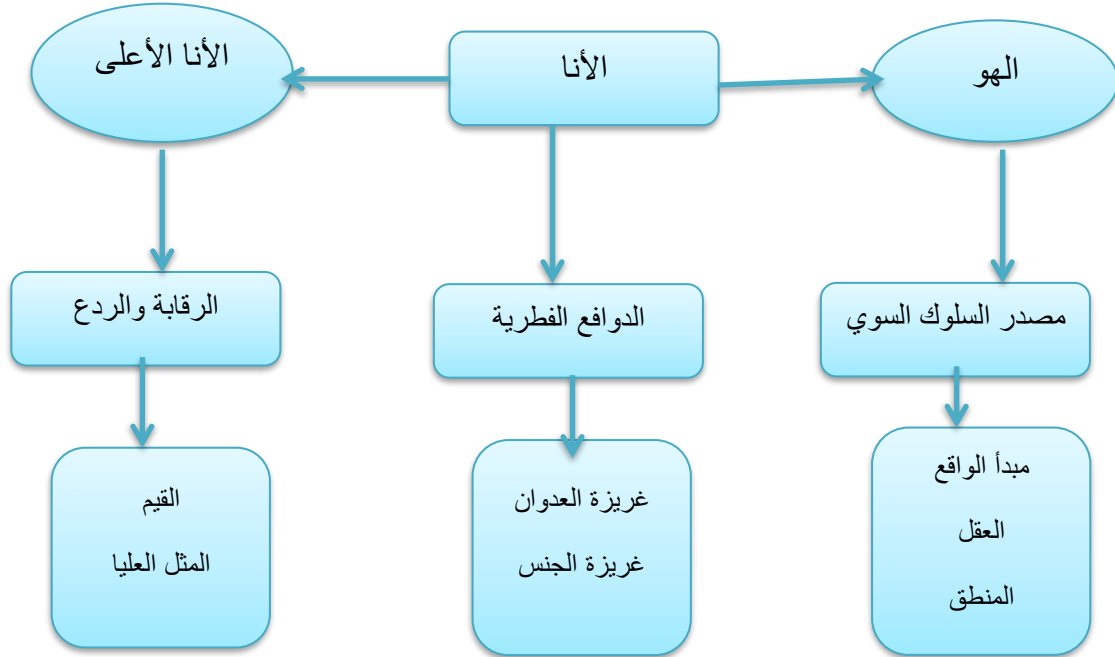 الهو
الأنا
الأنا الأعلى
مصدر السلوك السوي
الدوافع الفطرية
الرقابة والردع
مبدأ الواقع
العقل
المنطق
غريزة العدوان
غريزة الجنس
القيم
المثل العليا